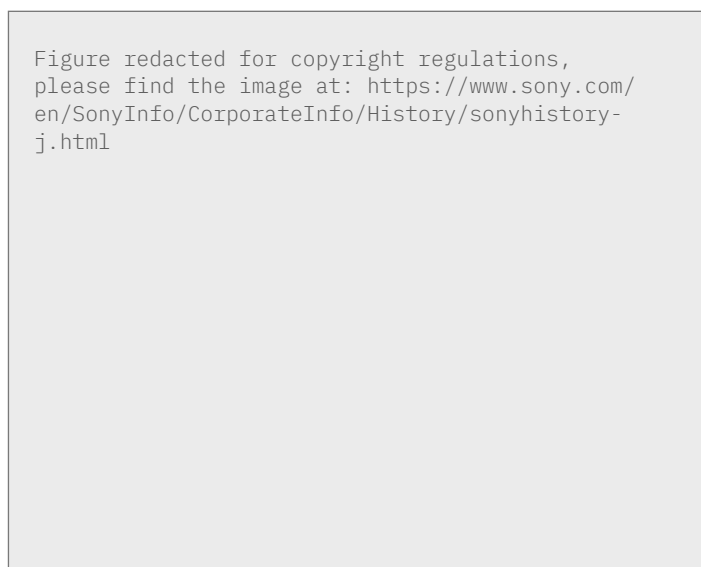 Figure redacted for copyright regulations,
please find the image at: https://www.sony.com/
en/SonyInfo/CorporateInfo/History/sonyhistory-
j.html